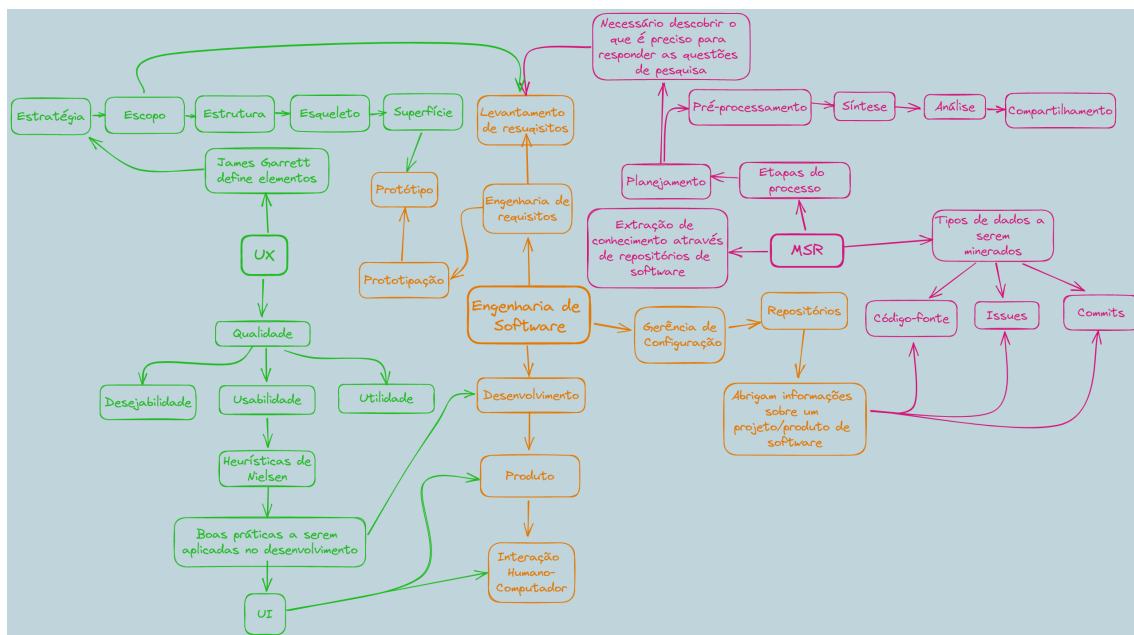 Necessário descobrir o
que é preciso para
responder as questões
de pesquisa
Estratégia
Escopo
Estrutura
Esqueleto
Superfície
Levantamento
de resuqisitos
Pré-processamento
Síntese
Análise
Compartilhamento
James Garrett
define elementos
Protótipo
Engenharia de
requisitos
Planejamento
Etapas do
processo
UX
Prototipação
Extração de
conhecimento através
de repositórios de
software
MSR
Tipos de dados a
serem
minerados
Engenharia de
Software
Gerência de
Configuração
Repositórios
Código-fonte
Issues
Commits
Qualidade
Desejabilidade
Usabilidade
Utilidade
Desenvolvimento
Abrigam informações
sobre um
projeto/produto de
software
Heurísticas de
Nielsen
Produto
Boas práticas a serem
aplicadas no desenvolvimento
Interação
Humano-
Computador
UI